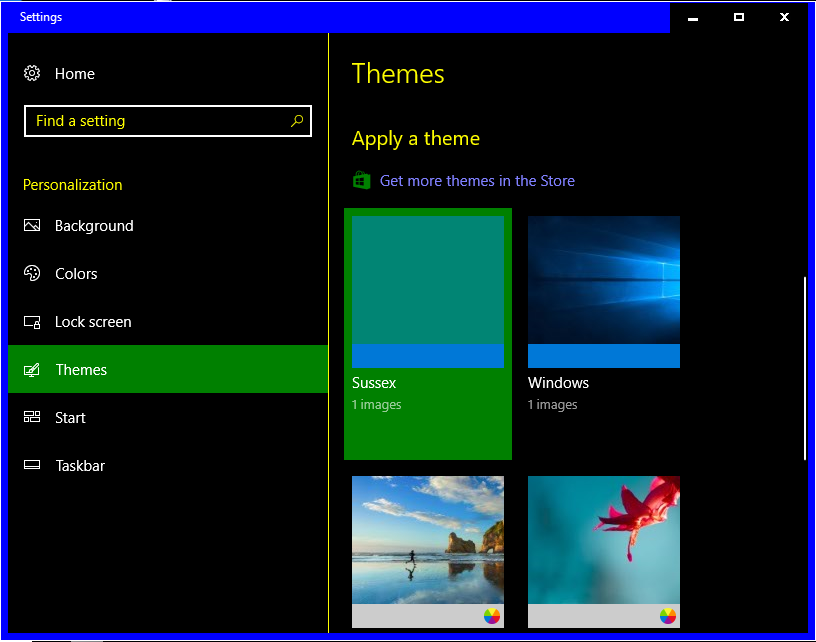 Settings
Home
Find a setting
Personalization
Background
Colors
Lock screen
Themes
Start
Taskbar
Themes
Apply a theme
Get more themes in the Store
Sussex
1 images
Windows
1 images